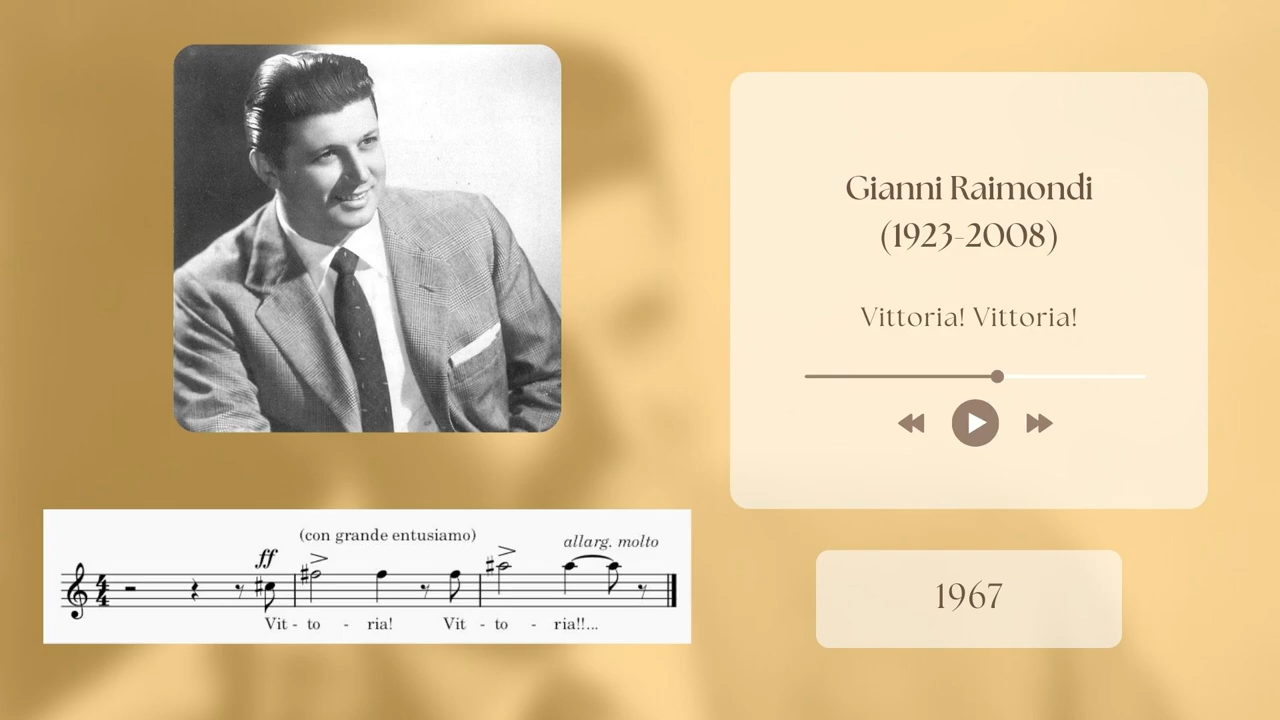 Gianni Raimondi
(1923-2008)
Vittoria! Vittoria!
(con grande entusiamo)
ff
allarg. molto
Vit - to - ria! Vit - to - ria!!...
1967